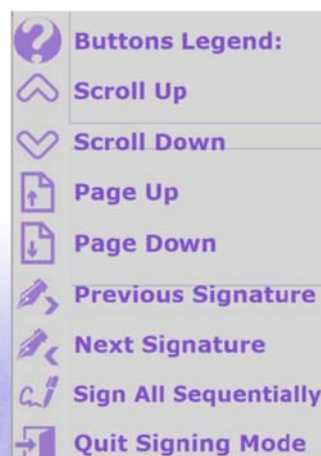 Buttons Legend:
Scroll Up
Scroll Down
Page Up
Page Down
Previous Signature
Next Signature
Sign All Sequentially
Quit Signing Mode